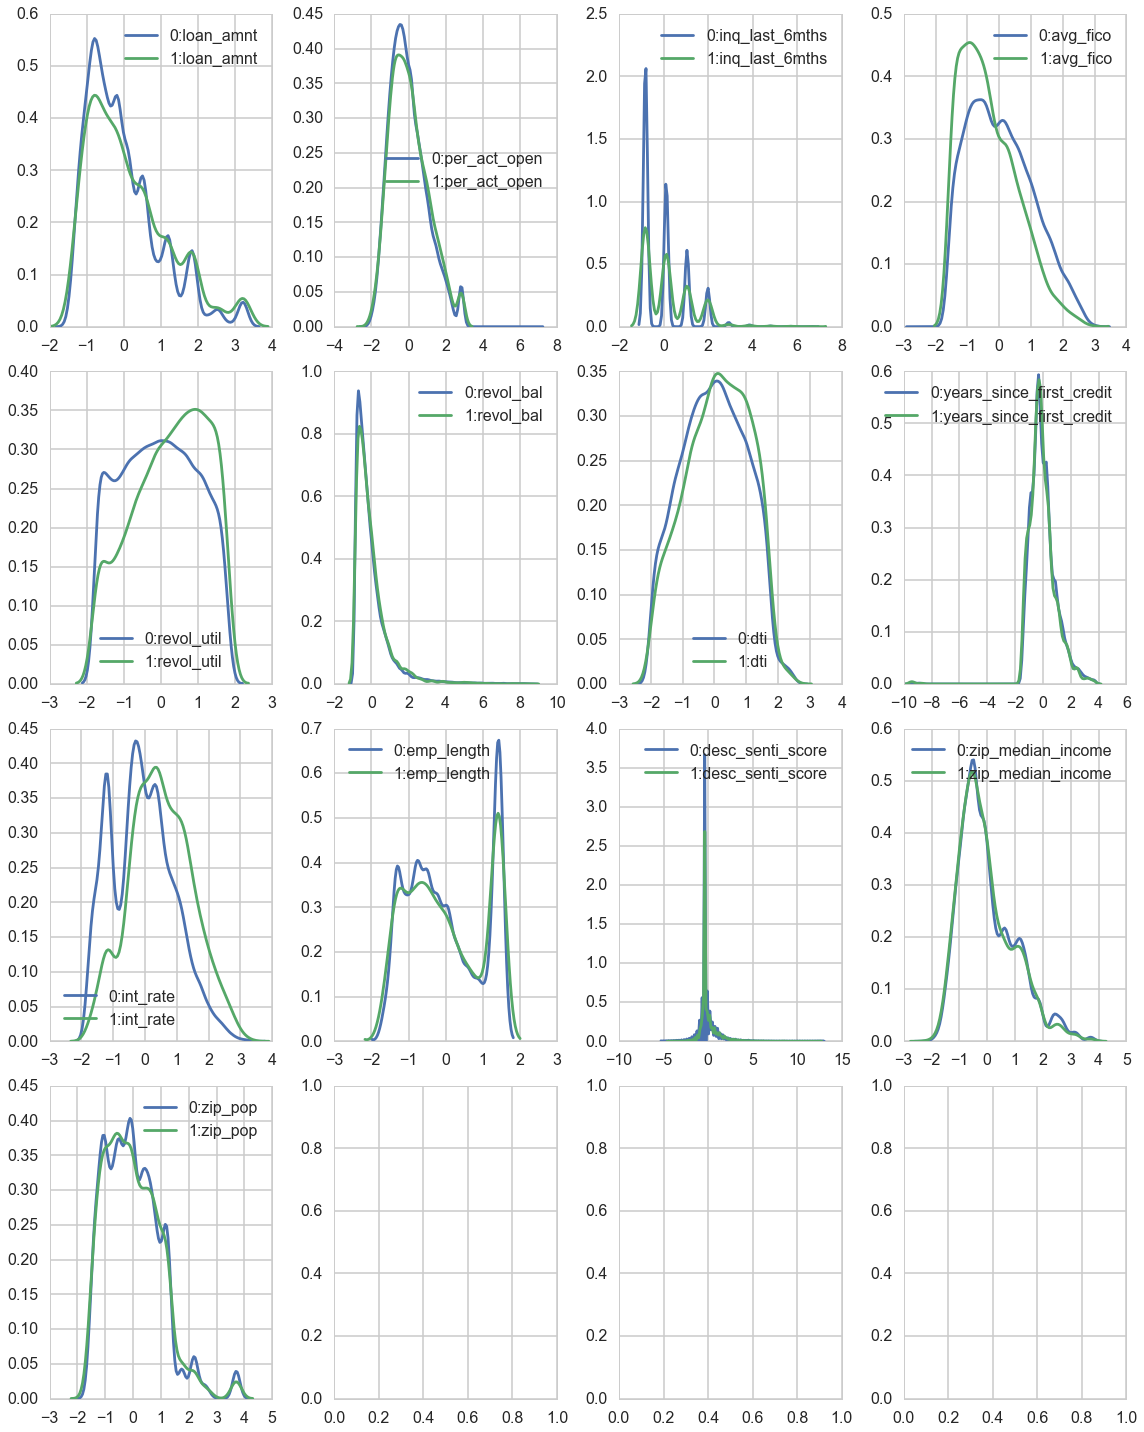 0.6
0.5
0.4
0.3
0.2
0.1
0.0
0:loan_amnt
1:loan_amnt
−2 −1 0 1 2 3 4
0.45
0.40
0.35
0.30
0.25
0.20
0.15
0.10
0.05
0.00
0:per_act_open
1:per_act_open
−4 −2 0 2 4 6 8
2.5
2.0
1.5
1.0
0.5
0.0
0:inq_last_6mths
1:inq_last_6mths
−2 0 2 4 6 8
0.5
0.4
0.3
0.2
0.1
0.0
0:avg_fico
1:avg_fico
−3 −2 −1 0 1 2 3 4
0.40
0.35
0.30
0.25
0.20
0.15
0.10
0.05
0.00
0:revol_util
1:revol_util
−3 −2 −1 0 1 2 3
1.0
0.8
0.6
0.4
0.2
0.0
0:revol_bal
1:revol_bal
−2 0 2 4 6 8 10
0.35
0.30
0.25
0.20
0.15
0.10
0.05
0.00
0:dti
1:dti
−3 −2 −1 0 1 2 3 4
0.6
0.5
0.4
0.3
0.2
0.1
0.0
0:years_since_first_credit
1:years_since_first_credit
−10 −8 −6 −4 −2 0 2 4 6
0.45
0.40
0.35
0.30
0.25
0.20
0.15
0.10
0.05
0.00
0:int_rate
1:int_rate
−3 −2 −1 0 1 2 3 4
0.7
0.6
0.5
0.4
0.3
0.2
0.1
0.0
0:emp_length
1:emp_length
−3 −2 −1 0 1 2 3
4.0
3.5
3.0
2.5
2.0
1.5
1.0
0.5
0.0
0:desc_senti_score
1:desc_senti_score
−10 −5 0 5 10 15
0.6
0.5
0.4
0.3
0.2
0.1
0.0
0:zip_median_income
1:zip_median_income
−3 −2 −1 0 1 2 3 4 5
0.45
0.40
0.35
0.30
0.25
0.20
0.15
0.10
0.05
0.00
0:zip_pop
1:zip_pop
−3 −2 −1 0 1 2 3 4 5
1.0
0.8
0.6
0.4
0.2
0.0
0.0 0.2 0.4 0.6 0.8 1.0
1.0
0.8
0.6
0.4
0.2
0.0
0.0 0.2 0.4 0.6 0.8 1.0
1.0
0.8
0.6
0.4
0.2
0.0
0.0 0.2 0.4 0.6 0.8 1.0